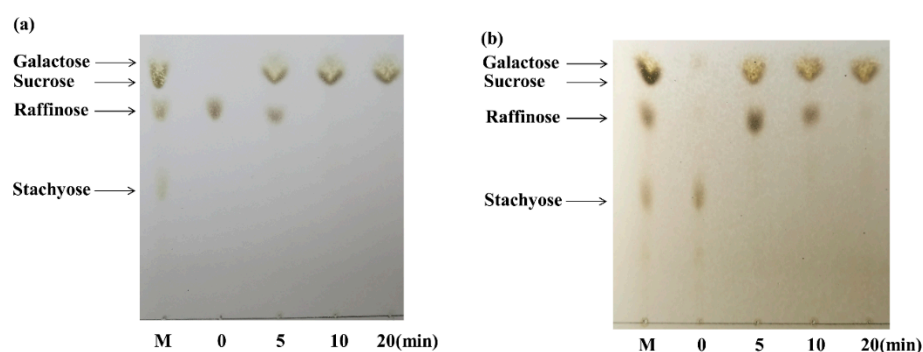 (a)
Galactose
Sucrose
Raffinose
Stachyose
M 0 5 10 20(min)
(b)
Galactose
Sucrose
Raffinose
Stachyose
M 0 5 10 20(min)